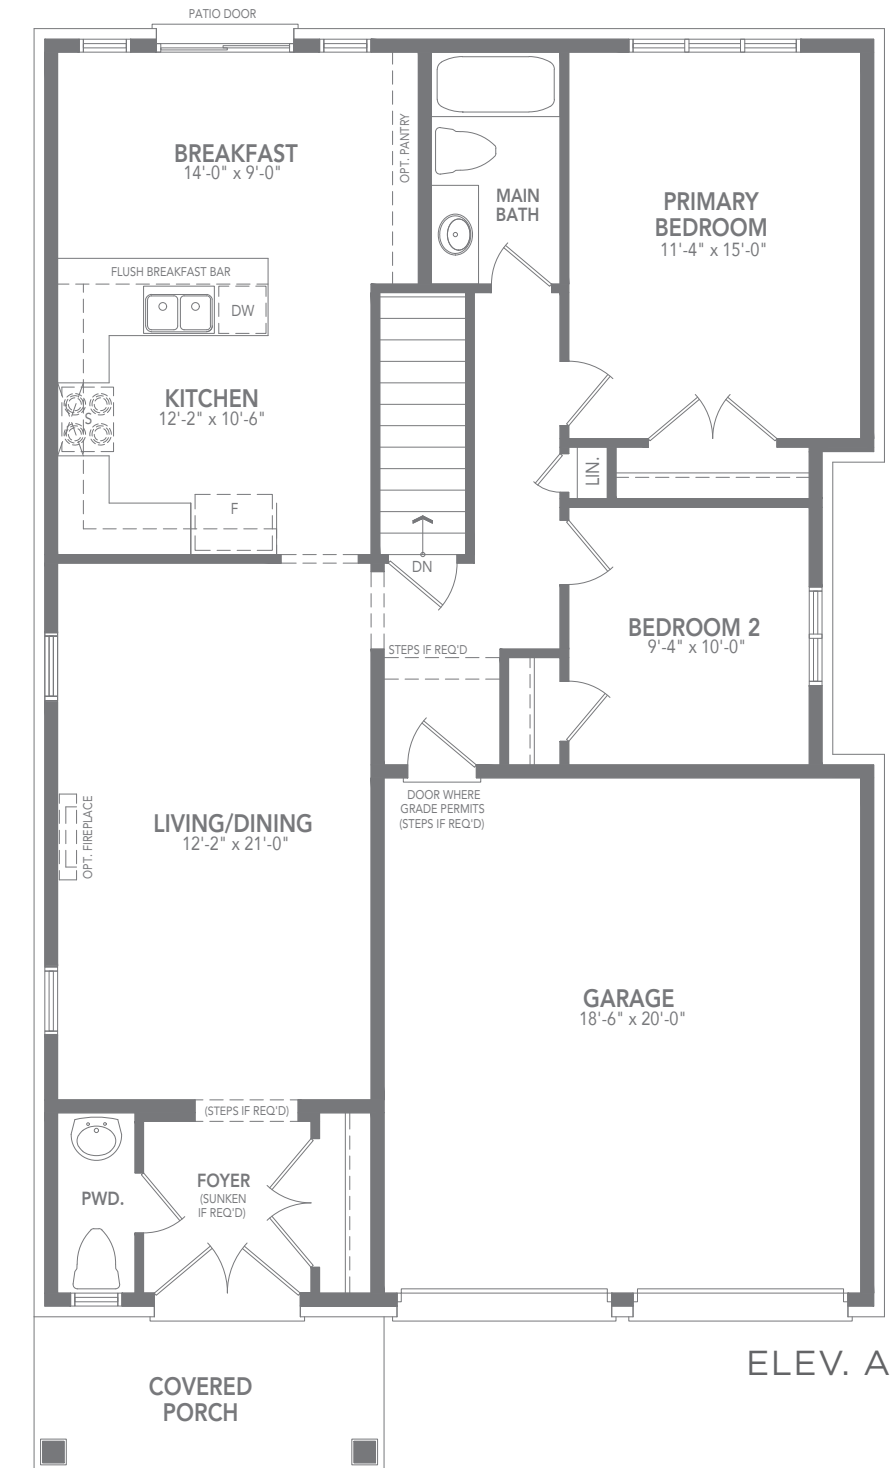 PATIO DOOR
BREAKFAST
14'-0" x 9'-0"
OPT. PANTRY
MAIN
BATH
PRIMARY
BEDROOM
11'-4" x 15'-0"
FLUSH BREAKFAST BAR
DW
KITCHEN
12'-2" x 10'-6"
S
LIN.
F
DN
BEDROOM 2
9'-4" x 10'-0"
STEPS IF REQ'D
DOOR WHERE
GRADE PERMITS
(STEPS IF REQ'D)
LIVING/DINING
12'-2" x 21'-0"
OPT. FIREPLACE
GARAGE
18'-6" x 20'-0"
(STEPS IF REQ'D)
FOYER
(SUNKEN
IF REQ'D)
PWD.
ELEV. A
COVERED
PORCH